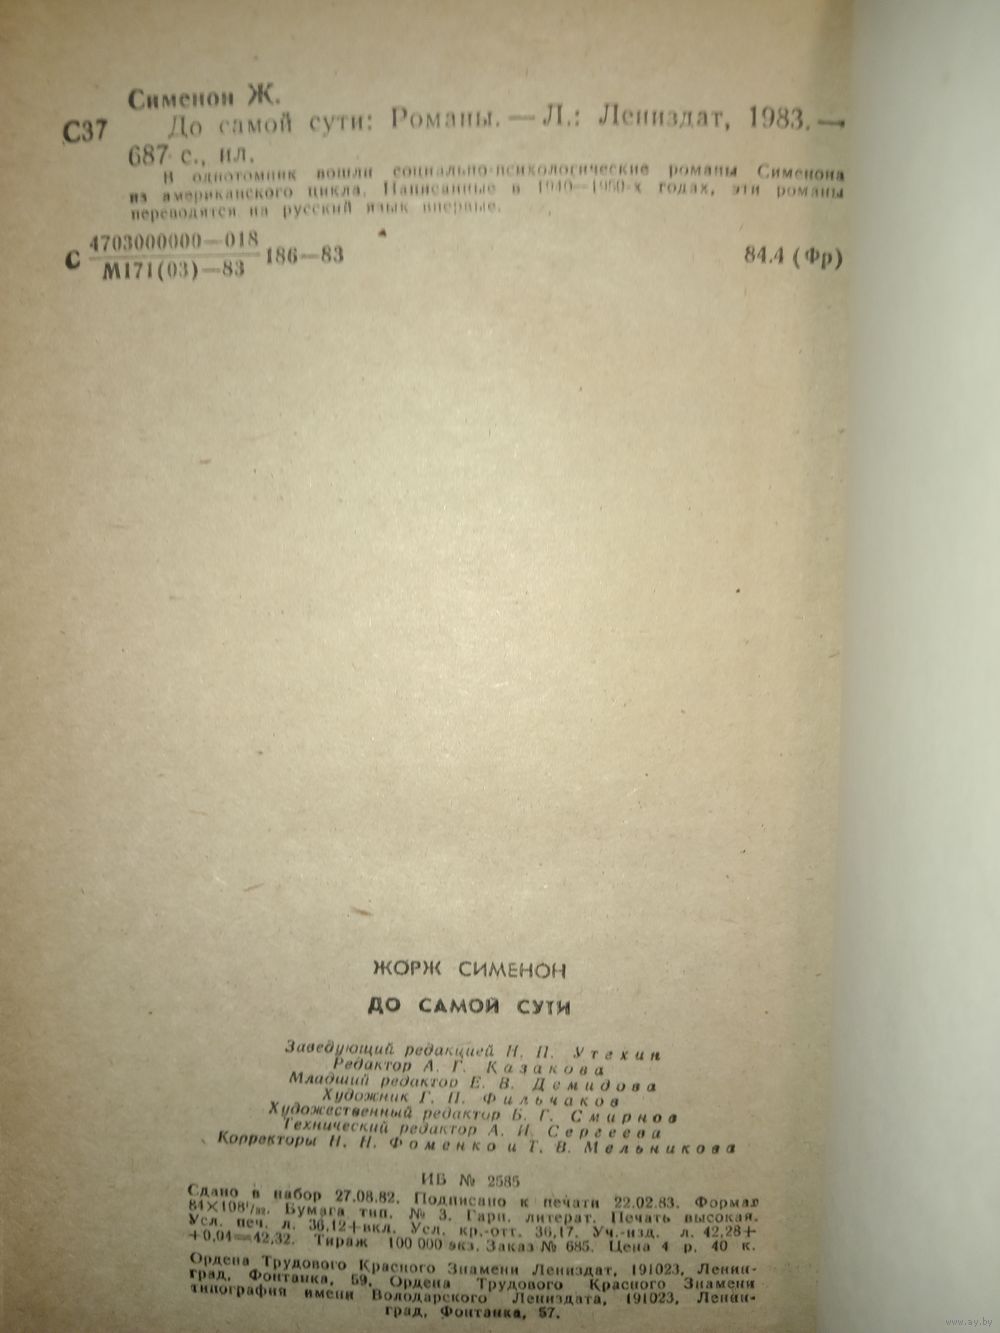 Сименон Ж.
С37 До самой сути: Романы. — Л.: Лениздат, 1983. —
687 с., ил.
В однотомник вошли социально-психологические романы Сименона
из американского цикла. Написанные в 1940—1950-х годах, эти романы
переводятся на русский язык впервые.
С 4703000000—018
М171(03)—83 186—83 84.4 (Фр)
ЖОРЖ СИМЕНОН
ДО САМОЙ СУТИ
Заведующий редакцией Н. П. Утехин
Редактор А. Г. Казакова
Младший редактор Е. В. Демидова
Художник Г. П. Фильчаков
Художественный редактор Б. Г. Смирнов
Технический редактор А. И. Сергеева
Корректоры Н. Н. Фоменко и Т. В. Мельникова
ИБ № 2585
Сдано в набор 27.08.82. Подписано к печати 22.02.83. Формат
84×108¹/₃₂. Бумага тип. № 3. Гарн. литерат. Печать высокая.
Усл. печ. л. 36,12+вкл. Усл. кр.-отт. 36,17. Уч.-изд. л. 42,28+
+0,04=42,32. Тираж 100 000 экз. Заказ № 685. Цена 4 р. 40 к.
Ордена Трудового Красного Знамени Лениздат, 191023, Ленин-
град, Фонтанка, 59. Ордена Трудового Красного Знамени
типография имени Володарского Лениздата, 191023, Ленин-
град, Фонтанка, 57.
www.ay.by